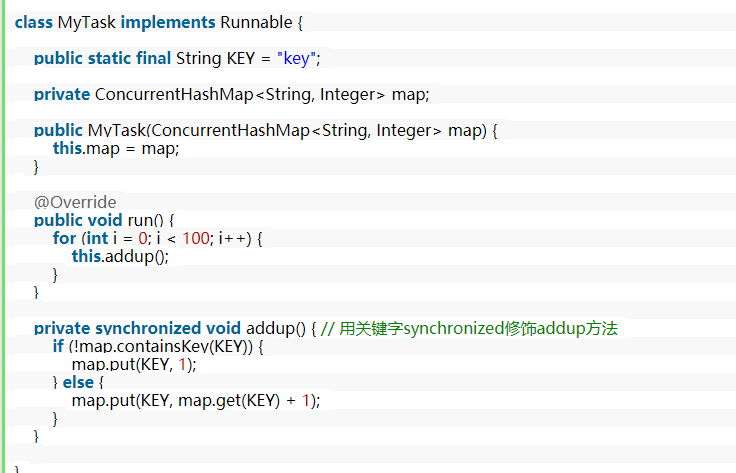 class MyTask implements Runnable {
public static final String KEY = "key";
private ConcurrentHashMap<String, Integer> map;
public MyTask(ConcurrentHashMap<String, Integer> map) {
this.map = map;
}
@Override
public void run() {
for (int i = 0; i < 100; i++) {
this.addup();
}
}
private synchronized void addup() { // 用关键字synchronized修饰addup方法
if (!map.containsKey(KEY)) {
map.put(KEY, 1);
} else {
map.put(KEY, map.get(KEY) + 1);
}
}
}